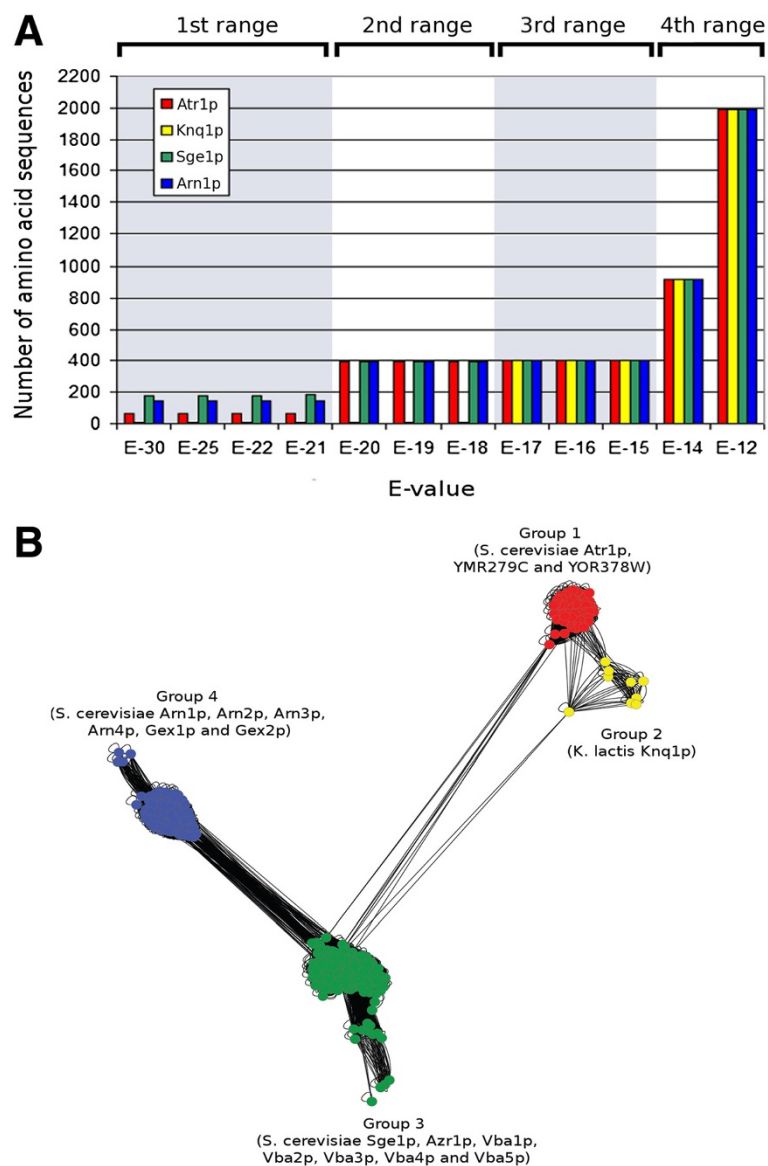 A
1st range 2nd range 3rd range 4th range
Number of amino acid sequences
2200
2000
1800
1600
1400
1200
1000
800
600
400
200
0
Atr1p
Knq1p
Sge1p
Arn1p
E-30 E-25 E-22 E-21 E-20 E-19 E-18 E-17 E-16 E-15 E-14 E-12
E-value
B
Group 1
(S. cerevisiae Atr1p,
YMR279C and YOR378W)
Group 4
(S. cerevisiae Arn1p, Arn2p, Arn3p,
Arn4p, Gex1p and Gex2p)
Group 2
(K. lactis Knq1p)
Group 3
(S. cerevisiae Sge1p, Azr1p, Vba1p,
Vba2p, Vba3p, Vba4p and Vba5p)